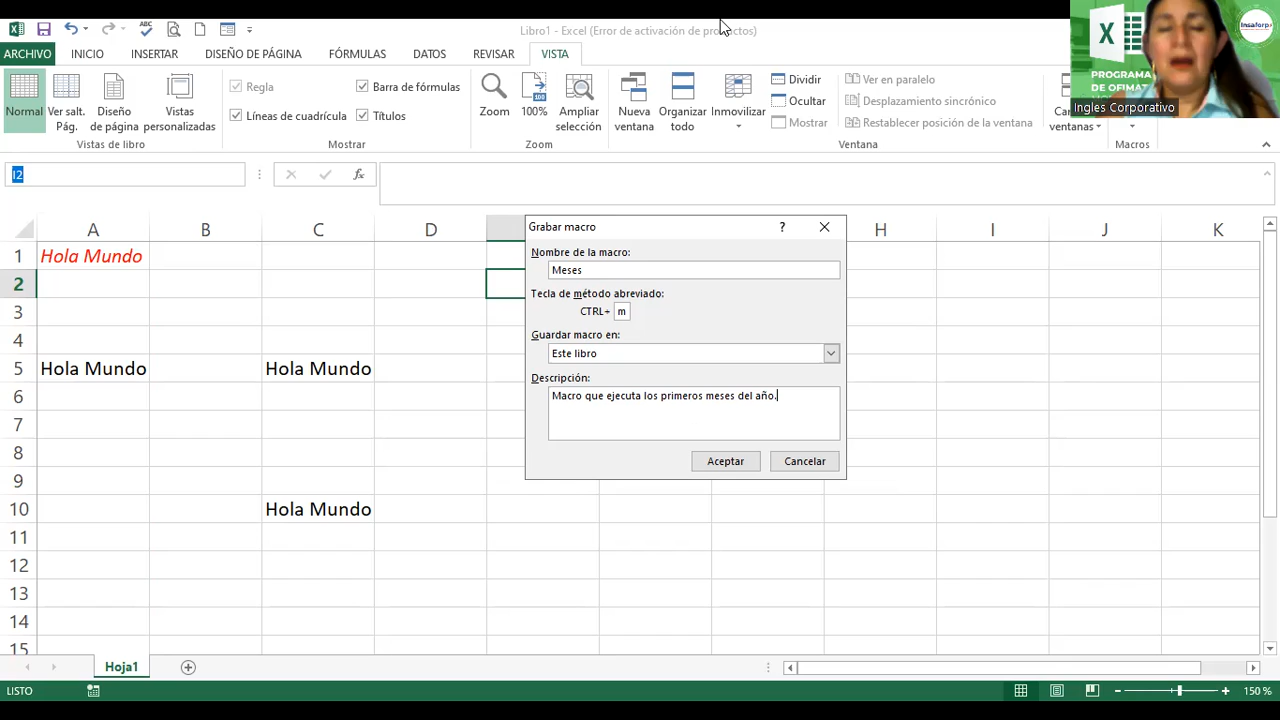 Libro1 - Excel (Error de activación de productos)
ARCHIVO INICIO INSERTAR DISEÑO DE PÁGINA FÓRMULAS DATOS REVISAR VISTA
Normal
Ver salt. Pág.
Diseño de página
Vistas personalizadas
Vistas de libro
Regla
Barra de fórmulas
Líneas de cuadrícula
Títulos
Mostrar
Zoom
100%
Ampliar selección
Zoom
Nueva ventana
Organizar todo
Inmovilizar
Dividir
Ocultar
Mostrar
Ver en paralelo
Desplazamiento sincrónico
Restablecer posición de la ventana
ventanas
Ventana
Macros
PROGRAMA
DE OFIMAT
Insaforp
Ingles Corporativo
I2
fx
A B C D H I J K
1 Hola Mundo
2
3
4
5 Hola Mundo Hola Mundo
6
7
8
9
10 Hola Mundo
11
12
13
14
15
Grabar macro
Nombre de la macro:
Meses
Tecla de método abreviado:
CTRL+ m
Guardar macro en:
Este libro
Descripción:
Macro que ejecuta los primeros meses del año.
Aceptar Cancelar
Hoja1
LISTO
150 %